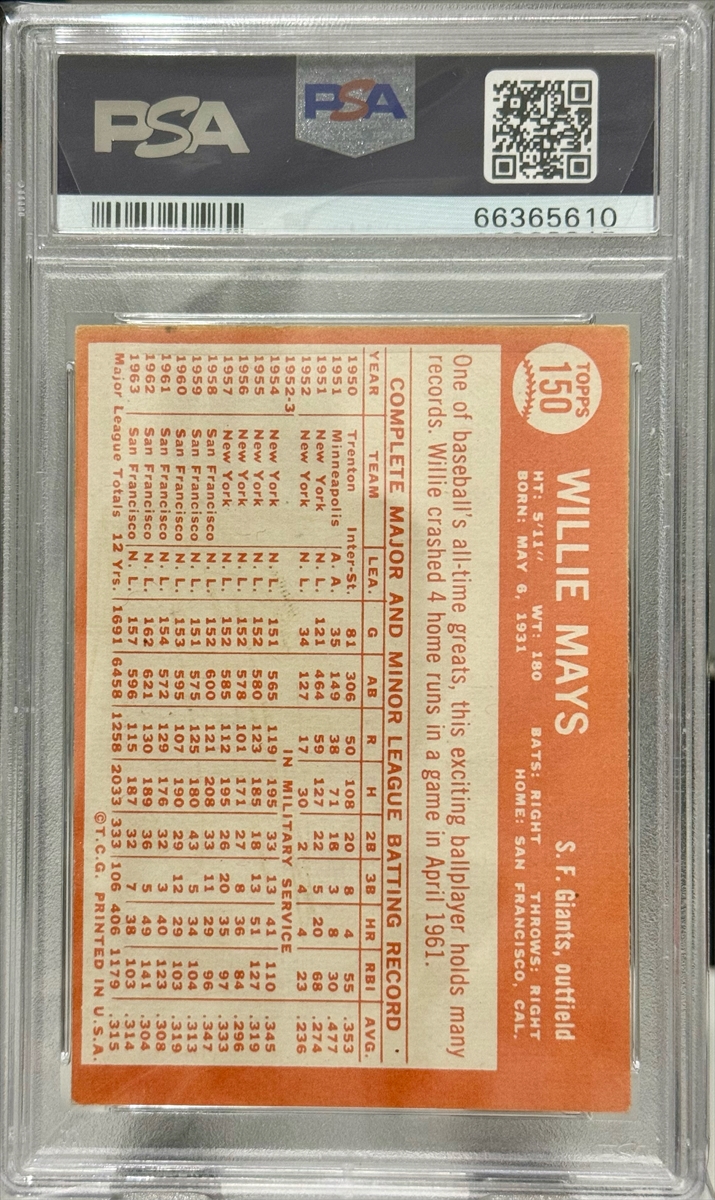 PSA
PSA
66365610
TOPPS
150
WILLIE MAYS
S. F. Giants, outfield
HT: 5'11" WT: 180 BATS: RIGHT THROWS: RIGHT
BORN: MAY 6, 1931 HOME: SAN FRANCISCO, CAL.
One of baseball's all-time greats, this exciting ballplayer holds many
records. Willie crashed 4 home runs in a game in April 1961.
COMPLETE MAJOR AND MINOR LEAGUE BATTING RECORD
YEAR TEAM LEA. G AB R H 2B 3B HR RBI AVG.
1950 Trenton Inter-St. 81 306 50 108 20 8 4 55 .353
1951 Minneapolis A. A. 35 149 38 71 18 3 8 30 .477
1951 New York N. L. 121 464 59 127 22 5 20 68 .274
1952 New York N. L. 34 127 17 30 2 4 4 23 .236
1952-3 IN MILITARY SERVICE
1954 New York N. L. 151 565 119 195 33 13 41 110 .345
1955 New York N. L. 152 580 123 185 18 13 51 127 .319
1956 New York N. L. 152 578 101 171 27 8 36 84 .296
1957 New York N. L. 152 585 112 195 26 20 35 97 .333
1958 San Francisco N. L. 152 600 121 208 33 11 29 96 .347
1959 San Francisco N. L. 151 575 125 180 43 5 34 104 .313
1960 San Francisco N. L. 153 595 107 190 29 12 29 103 .319
1961 San Francisco N. L. 154 572 129 176 32 3 40 123 .308
1962 San Francisco N. L. 162 621 130 189 36 5 49 141 .304
1963 San Francisco N. L. 157 596 115 187 32 7 38 103 .314
Major League Totals 12 Yrs. 1691 6458 1258 2033 333 106 406 1179 .315
©T.C.G. PRINTED IN U.S.A.